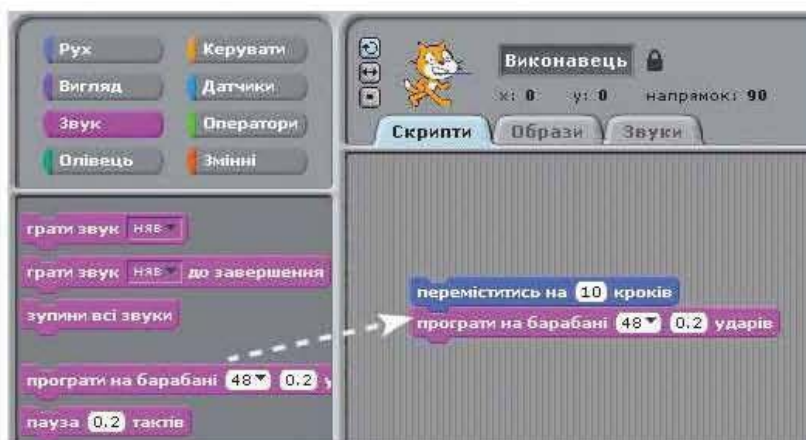 Рух Керувати
Вигляд Датчики
Звук Оператори
Олівець Змінні
Виконавець
x: 0 y: 0 напрямок: 90
Скрипти Образи Звуки
грати звук няв
грати звук няв до завершення
зупини всі звуки
програти на барабані 48 0.2 у
пауза 0.2 тактів
переміститись на 10 кроків
програти на барабані 48 0.2 ударів